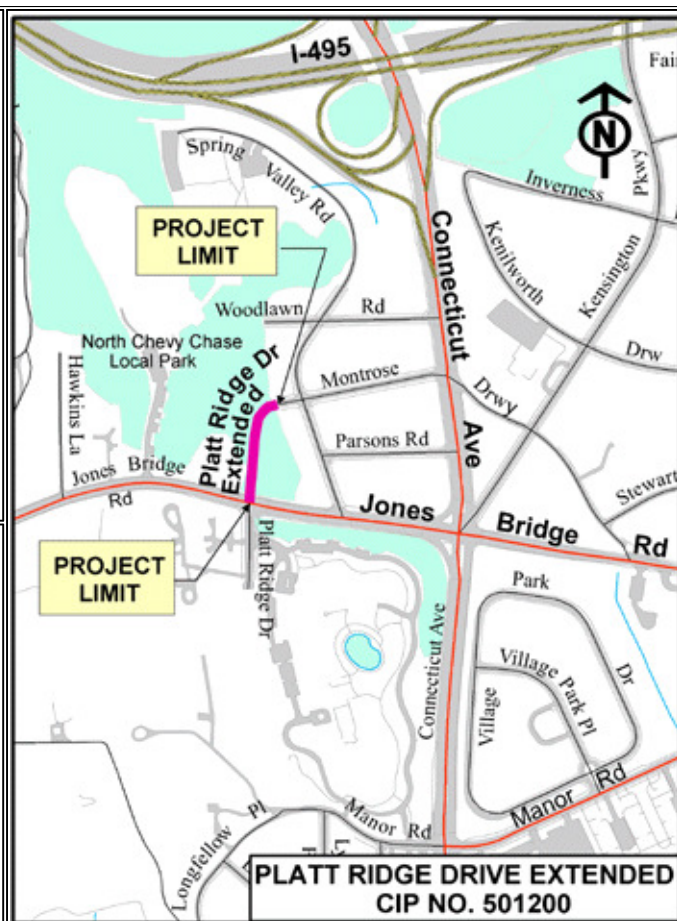 I-495
Fair
N
Spring
Valley Rd
Pkwy
Inverness
PROJECT
LIMIT
Connecticut
Ave
Kenilworth
Kensington
Woodlawn Rd
North Chevy Chase
Local Park
Drw
Hawkins La
Platt Ridge Dr
Extended
Montrose
Drwy
Parsons Rd
Jones Bridge
Rd
Stewart
Jones Bridge Rd
PROJECT
LIMIT
Platt Ridge Dr
Park
Dr
Connecticut Ave
Village
Village Park Pl
Manor Rd
Longfellow Pl
Manor Rd
PLATT RIDGE DRIVE EXTENDED
CIP NO. 501200